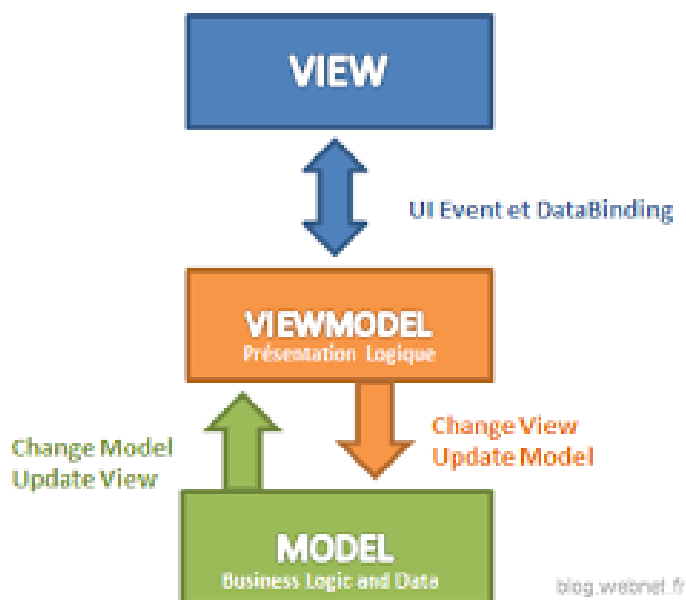 VIEW
UI Event et DataBinding
VIEWMODEL
Présentation Logique
Change Model
Update View
Change View
Update Model
MODEL
Business Logic and Data
blog.webnet.fr